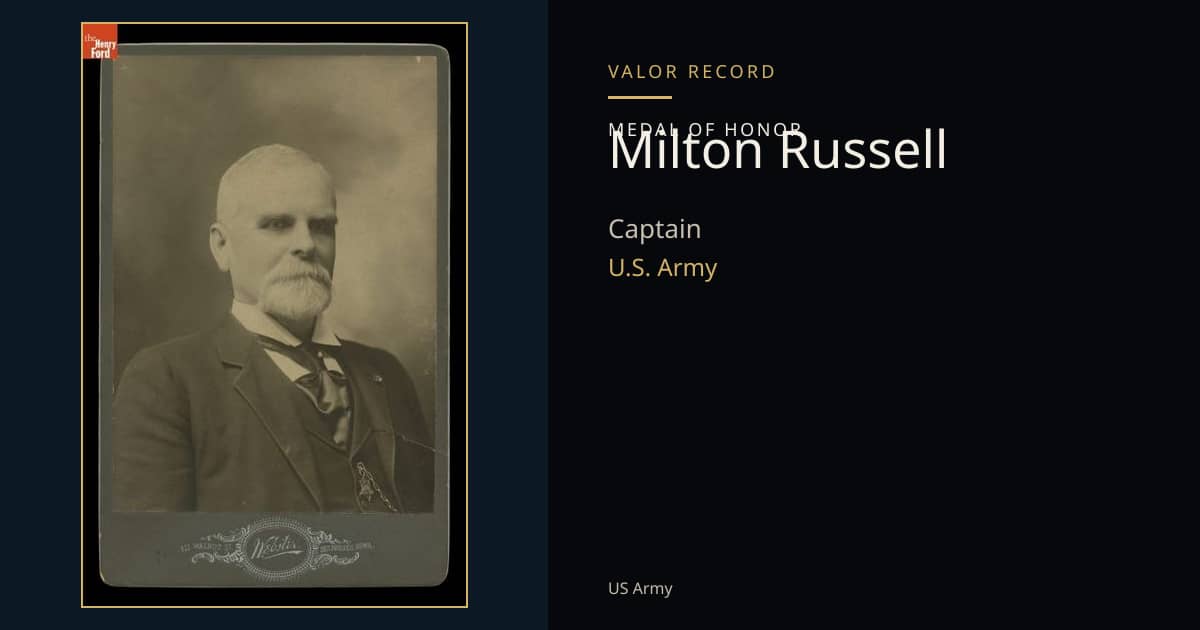 the
Henry
Ford
Webster
VALOR RECORD
MEDAL OF HONOR
Milton Russell
Captain
U.S. Army
US Army